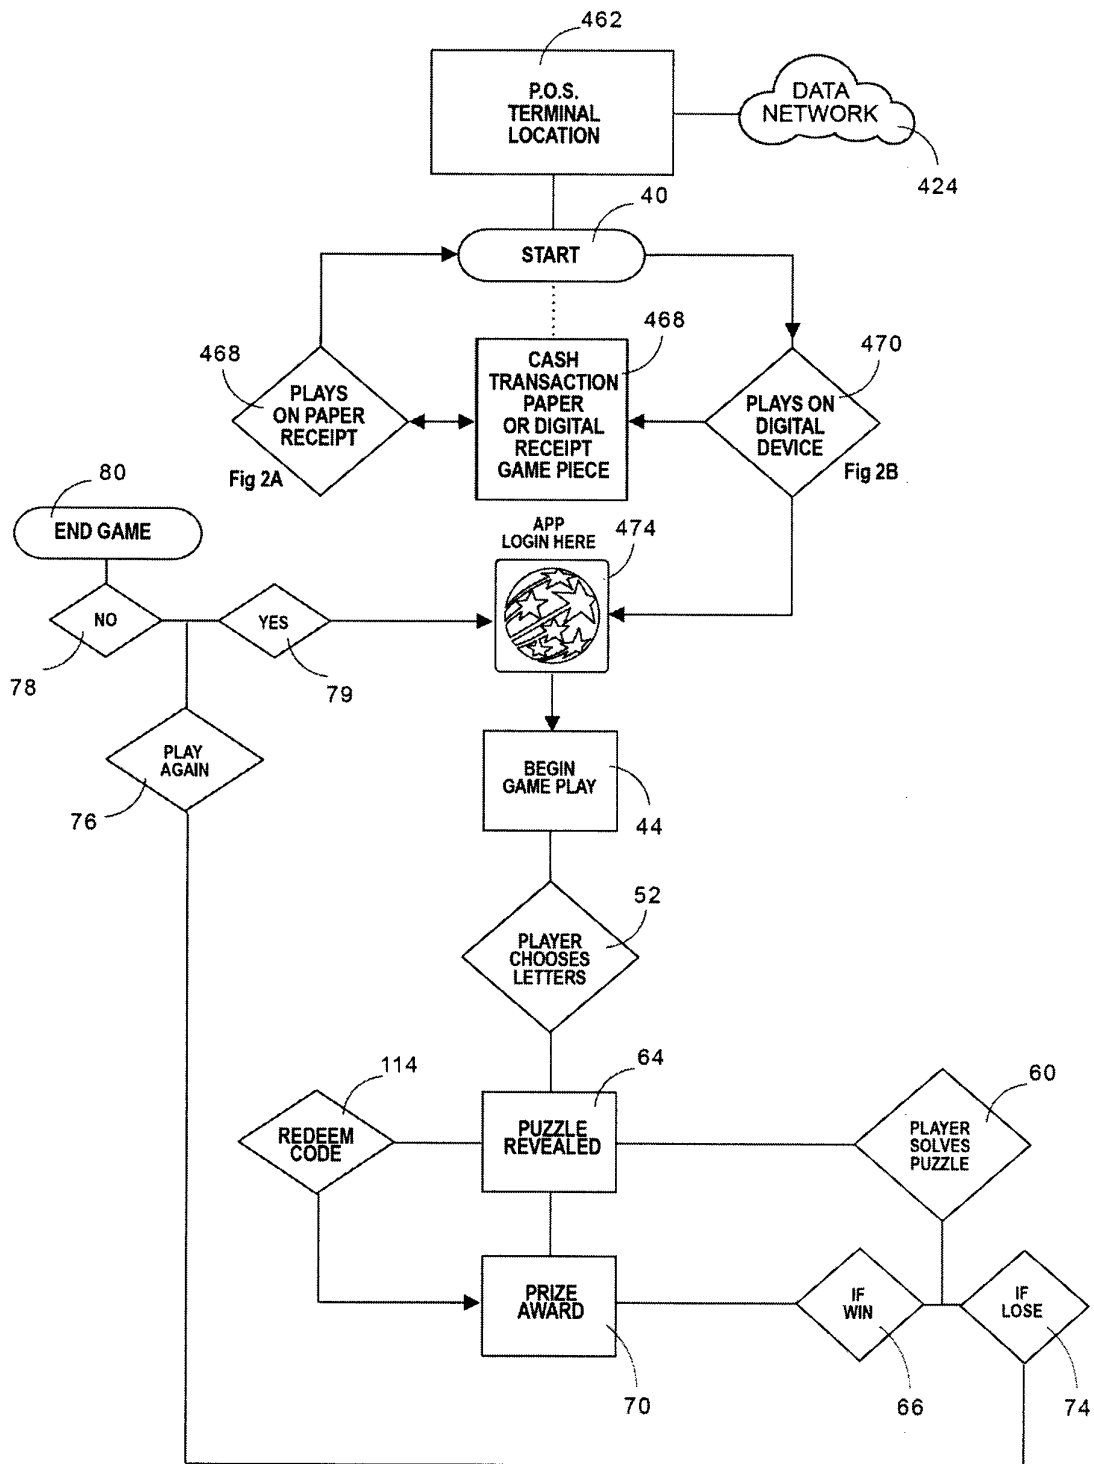 462
P.O.S.
TERMINAL
LOCATION
DATA
NETWORK
424
40
START
468
PLAYS
ON PAPER
RECEIPT
Fig 2A
468
CASH
TRANSACTION
PAPER
OR DIGITAL
RECEIPT
GAME PIECE
470
PLAYS ON
DIGITAL
DEVICE
Fig 2B
80
END GAME
APP
LOGIN HERE
474
NO
YES
78
79
PLAY
AGAIN
76
BEGIN
GAME PLAY
44
52
PLAYER
CHOOSES
LETTERS
114
REDEEM
CODE
64
PUZZLE
REVEALED
60
PLAYER
SOLVES
PUZZLE
PRIZE
AWARD
70
IF
WIN
66
IF
LOSE
74